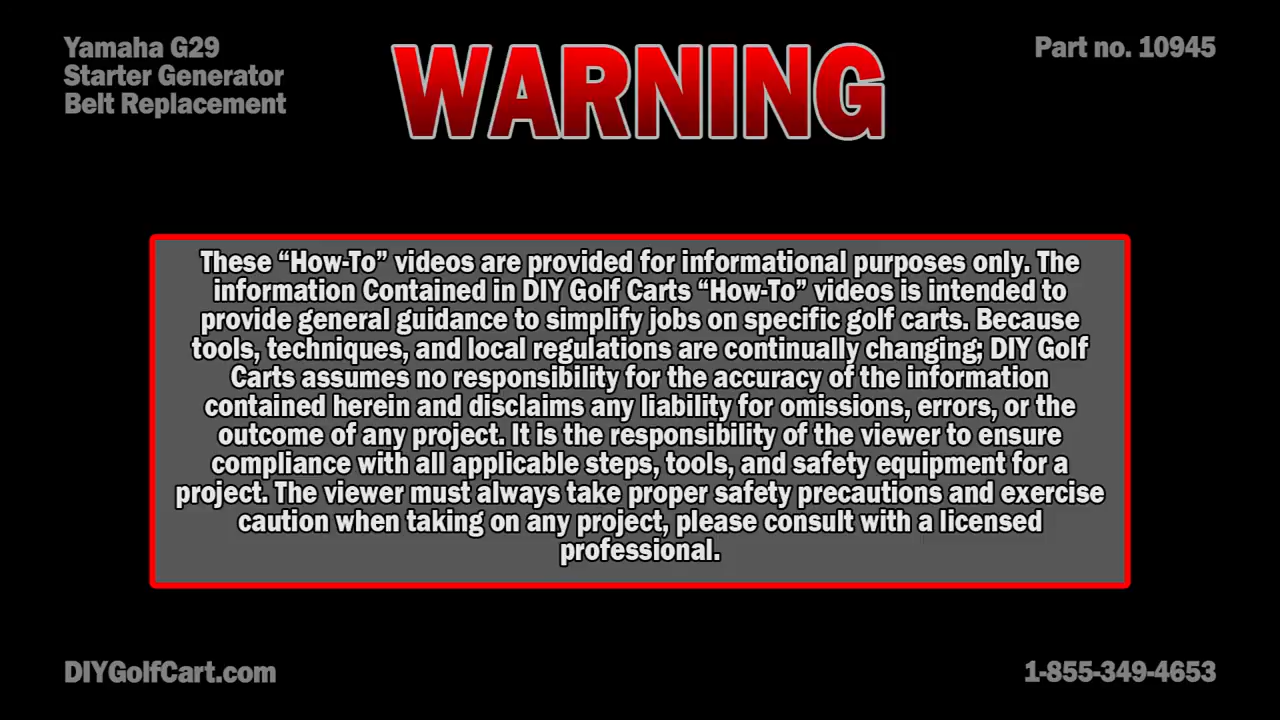 Yamaha G29
Starter Generator
Belt Replacement
WARNING
Part no. 10945
These “How-To” videos are provided for informational purposes only. The
information Contained in DIY Golf Carts “How-To” videos is intended to
provide general guidance to simplify jobs on specific golf carts. Because
tools, techniques, and local regulations are continually changing; DIY Golf
Carts assumes no responsibility for the accuracy of the information
contained herein and disclaims any liability for omissions, errors, or the
outcome of any project. It is the responsibility of the viewer to ensure
compliance with all applicable steps, tools, and safety equipment for a
project. The viewer must always take proper safety precautions and exercise
caution when taking on any project, please consult with a licensed
professional.
DIYGolfCart.com
1-855-349-4653